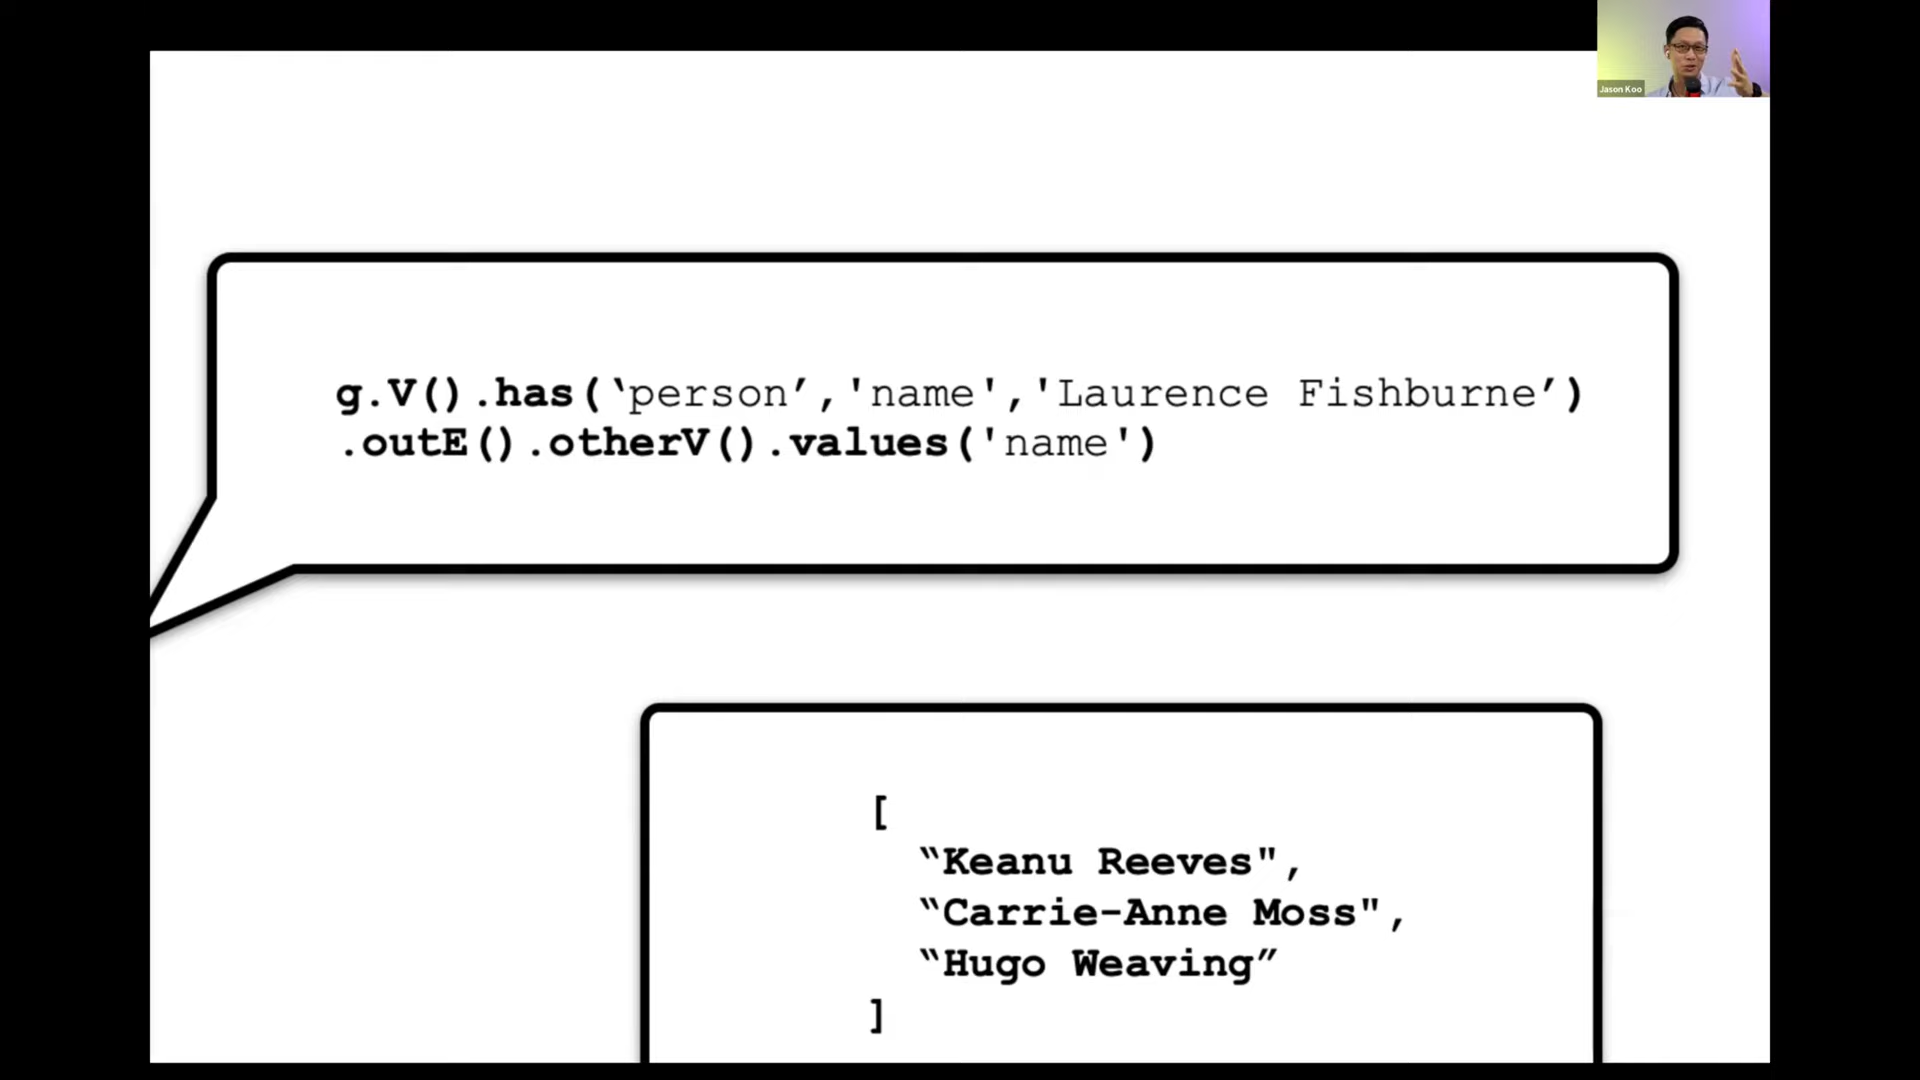 Jason Koo
g.V().has(‘person’,'name','Laurence Fishburne’)
.outE().otherV().values('name')
[
“Keanu Reeves",
“Carrie-Anne Moss",
“Hugo Weaving”
]